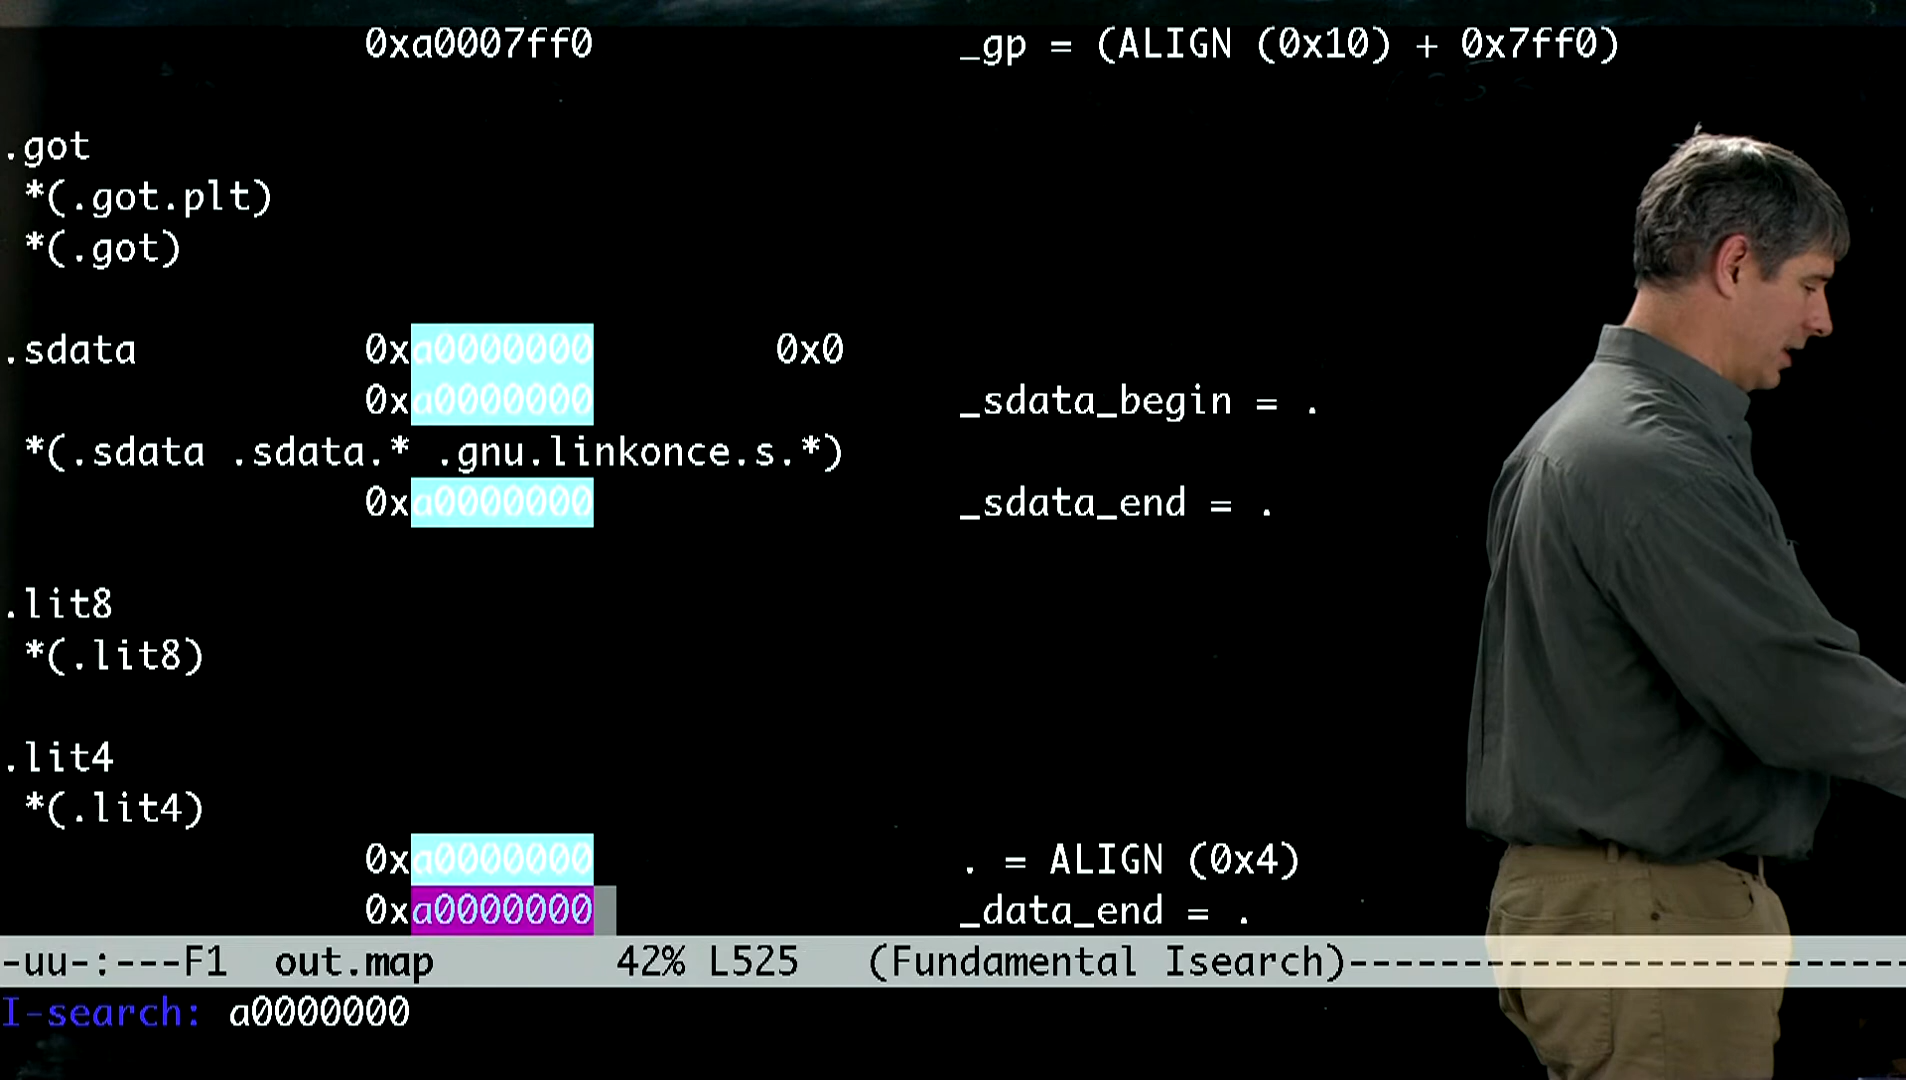 0xa0007ff0 _gp = (ALIGN (0x10) + 0x7ff0)
.got
*(.got.plt)
*(.got)
.sdata 0xa0000000 0x0
0xa0000000 _sdata_begin = .
*(.sdata .sdata.* .gnu.linkonce.s.*)
0xa0000000 _sdata_end = .
.lit8
*(.lit8)
.lit4
*(.lit4)
0xa0000000 . = ALIGN (0x4)
0xa0000000 _data_end = .
-uu-:---F1 out.map 42% L525 (Fundamental Isearch)------------------------
I-search: a0000000